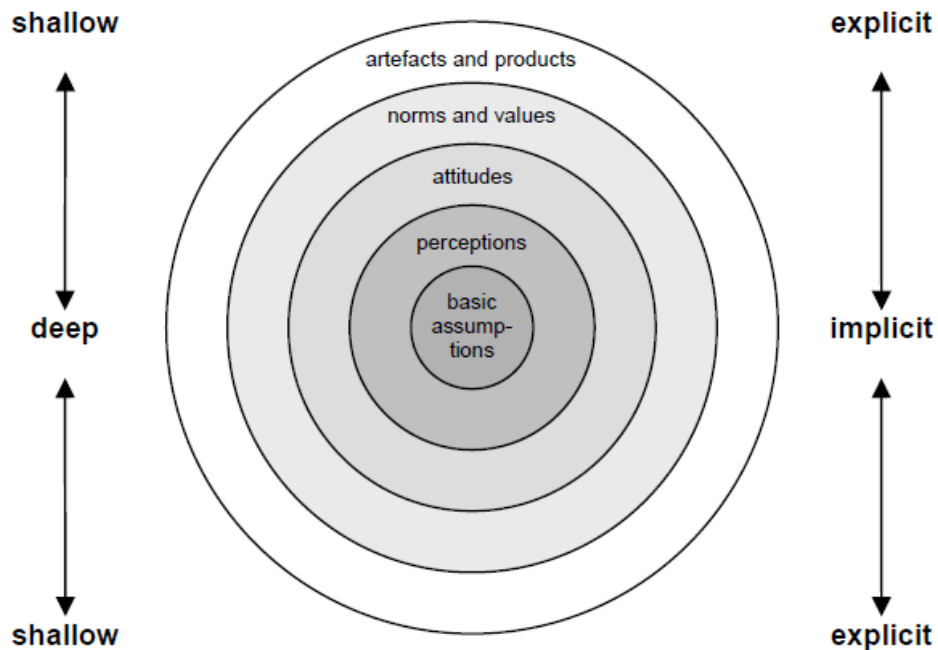 shallow
explicit
artefacts and products
norms and values
attitudes
perceptions
basic
assump-
tions
deep
implicit
shallow
explicit